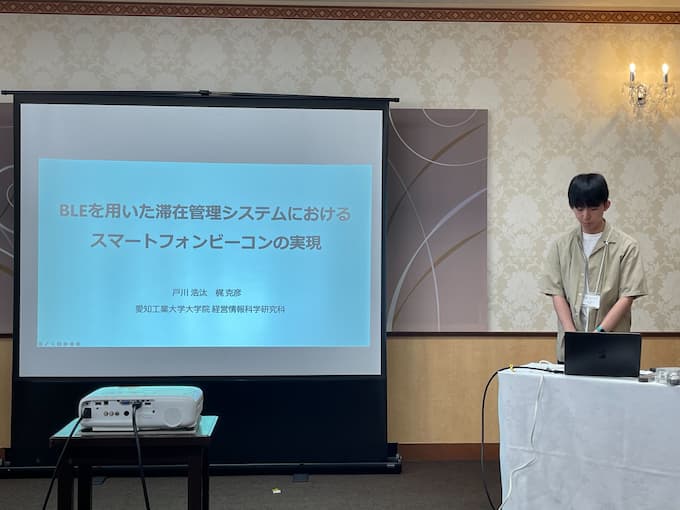 BLEを用いた滞在管理システムにおける
スマートフォンビーコンの実現
戸川 浩汰　梶 克彦
愛知工業大学大学院 経営情報科学研究科